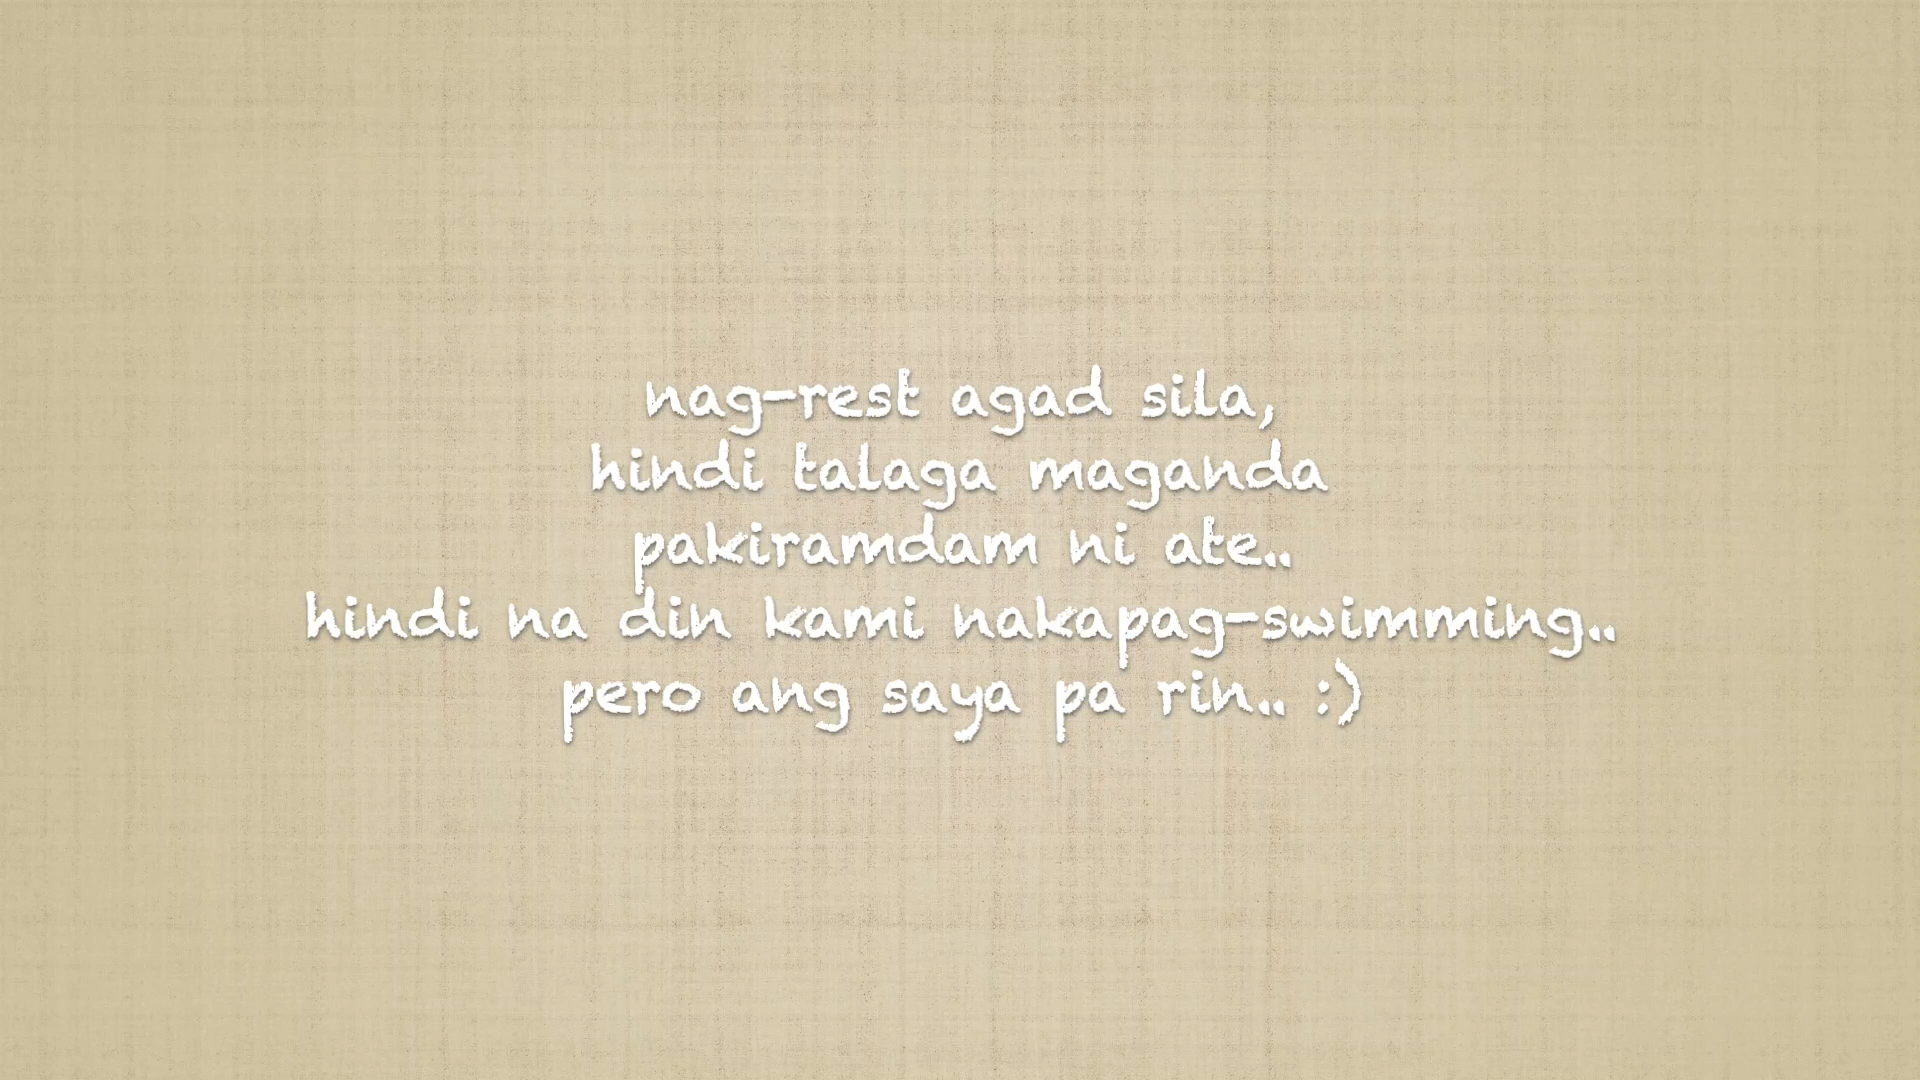 nag-rest agad sila,
hindi talaga maganda
pakiramdam ni ate..
hindi na din kami nakapag-swimming..
pero ang saya pa rin.. :)